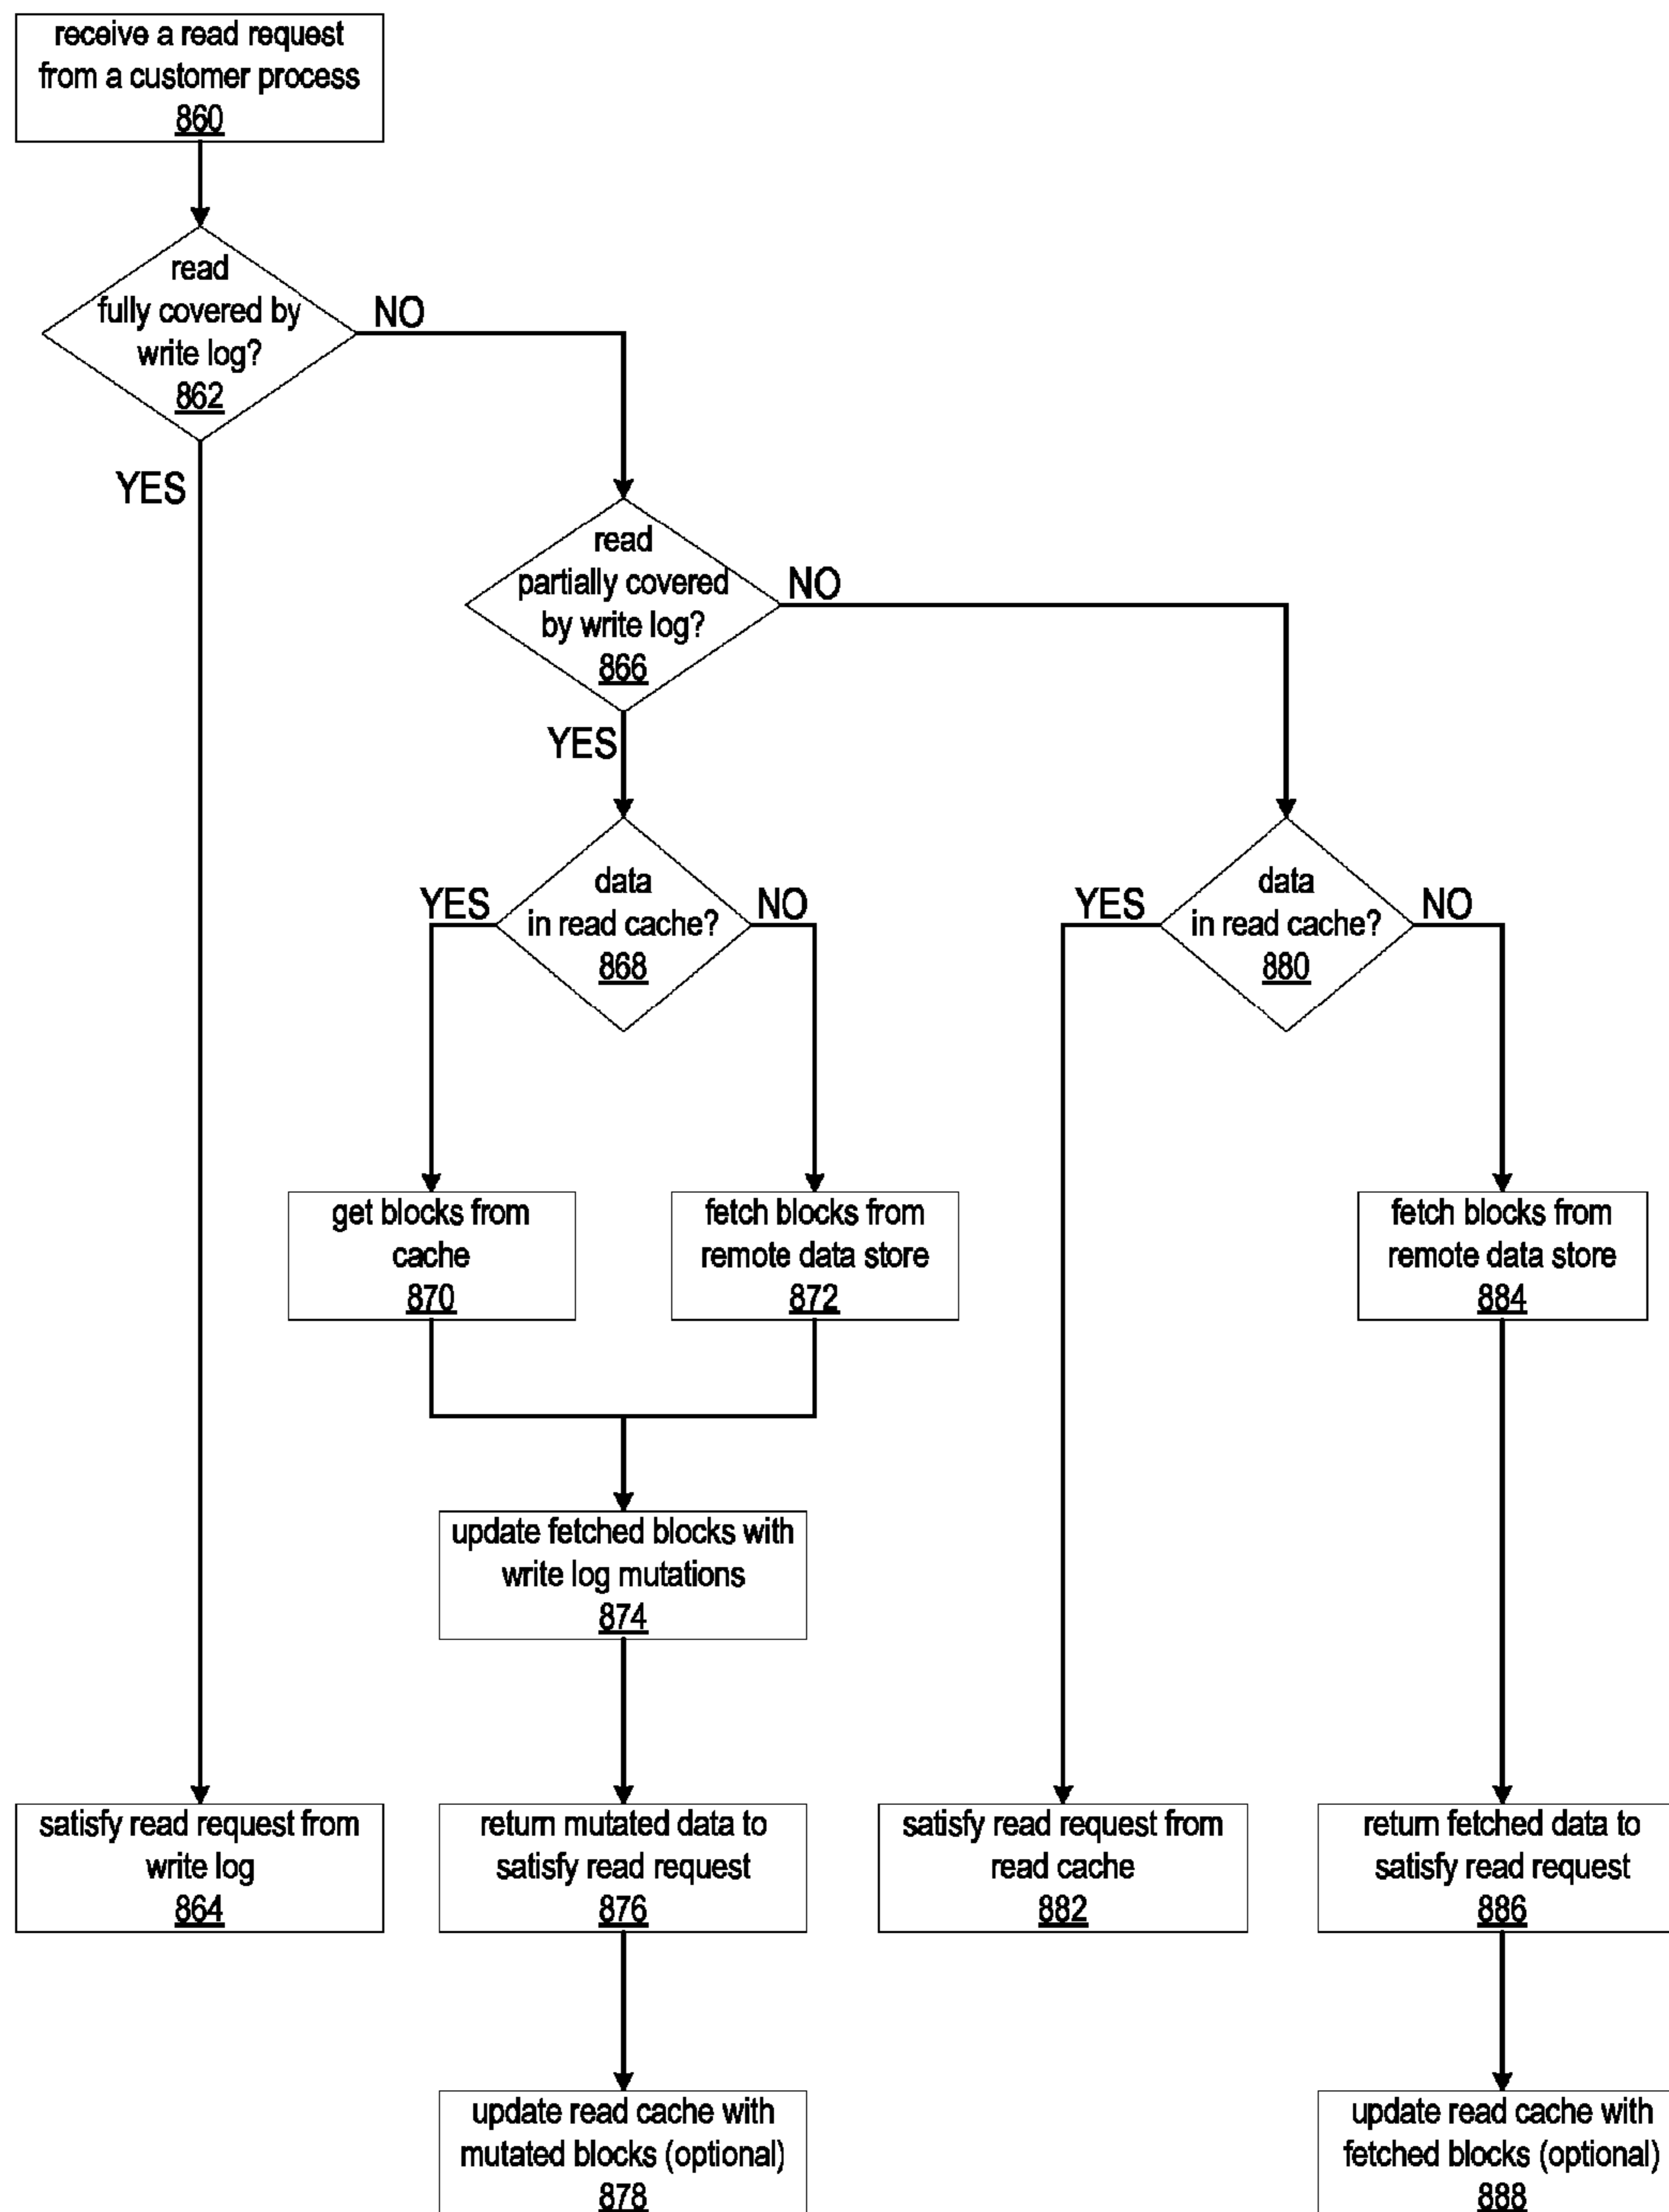 receive a read request
from a customer process
860
read
fully covered by
write log?
862
NO
YES
read
partially covered
by write log?
866
NO
YES
data
in read cache?
868
YES
NO
data
in read cache?
880
YES
NO
get blocks from
cache
870
fetch blocks from
remote data store
872
fetch blocks from
remote data store
884
update fetched blocks with
write log mutations
874
satisfy read request from
write log
864
return mutated data to
satisfy read request
876
satisfy read request from
read cache
882
return fetched data to
satisfy read request
886
update read cache with
mutated blocks (optional)
878
update read cache with
fetched blocks (optional)
888